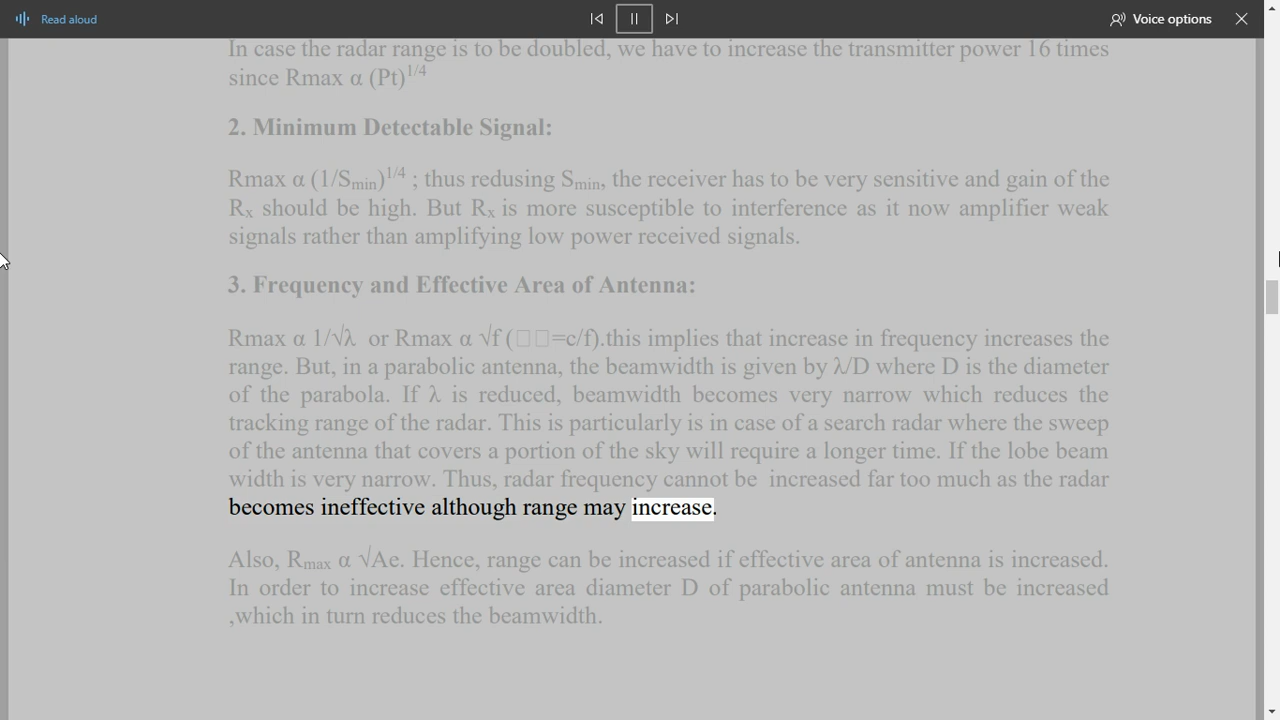 Read aloud
Voice options
In case the radar range is to be doubled, we have to increase the transmitter power 16 times
since Rmax α (Pt)^1/4
2. Minimum Detectable Signal:
Rmax α (1/Smin)^1/4 ; thus redusing Smin, the receiver has to be very sensitive and gain of the
Rx should be high. But Rx is more susceptible to interference as it now amplifier weak
signals rather than amplifying low power received signals.
3. Frequency and Effective Area of Antenna:
Rmax α 1/√λ or Rmax α √f (□ □=c/f).this implies that increase in frequency increases the
range. But, in a parabolic antenna, the beamwidth is given by λ/D where D is the diameter
of the parabola. If λ is reduced, beamwidth becomes very narrow which reduces the
tracking range of the radar. This is particularly is in case of a search radar where the sweep
of the antenna that covers a portion of the sky will require a longer time. If the lobe beam
width is very narrow. Thus, radar frequency cannot be increased far too much as the radar
becomes ineffective although range may increase.
Also, Rmax α √Ae. Hence, range can be increased if effective area of antenna is increased.
In order to increase effective area diameter D of parabolic antenna must be increased
,which in turn reduces the beamwidth.